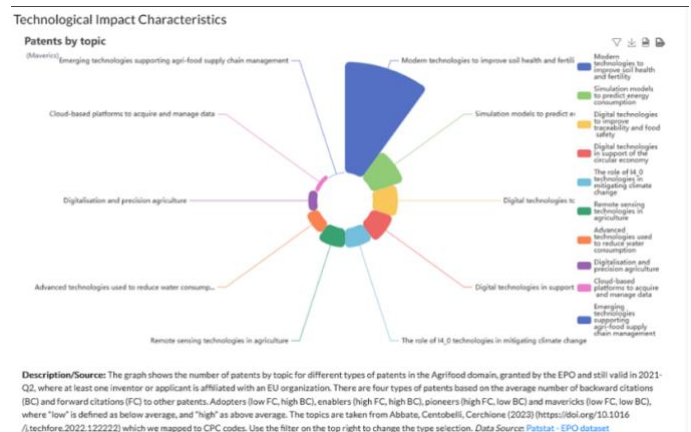 Technological Impact Characteristics
Patents by topic
(Maverics)
Emerging technologies supporting agri-food supply chain management
Modern technologies to improve soil health and fertili
Cloud-based platforms to acquire and manage data
Simulation models to predict e
Digitalisation and precision agriculture
Digital technologies to
Advanced technologies used to reduce water consump...
Digital technologies in support
Remote sensing technologies in agriculture
The role of I4_0 technologies in mitigating climate change
Modern
technologies to
improve soil health
and fertility
Simulation models
to predict energy
consumption
Digital technologies
to improve
traceability and food
safety
Digital technologies
in support of the
circular economy
The role of I4_0
technologies in
mitigating climate
change
Remote sensing
technologies in
agriculture
Advanced
technologies used
to reduce water
consumption
Digitalisation and
precision agriculture
Cloud-based
platforms to acquire
and manage data
Emerging
technologies
supporting
agri-food supply
chain management
Description/Source: The graph shows the number of patents by topic for different types of patents in the Agrifood domain, granted by the EPO and still valid in 2021-
Q2, where at least one inventor or applicant is affiliated with an EU organization. There are four types of patents based on the average number of backward citations
(BC) and forward citations (FC) to other patents. Adopters (low FC, high BC), enablers (high FC, high BC), pioneers (high FC, low BC) and mavericks (low FC, low BC),
where "low" is defined as below average, and "high" as above average. The topics are taken from Abbate, Centobelli, Cerchione (2023) (https://doi.org/10.1016
/j.techfore.2022.122222) which we mapped to CPC codes. Use the filter on the top right to change the type selection. Data Source: Patstat - EPO dataset